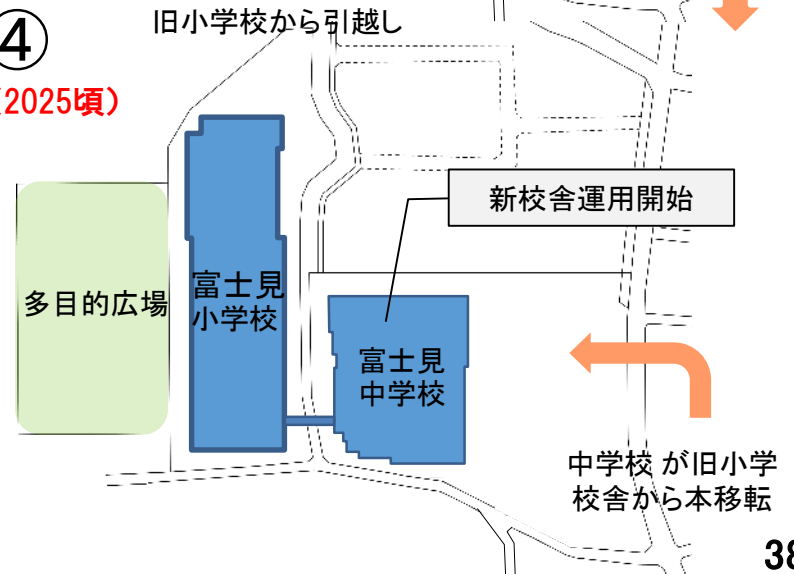 ④
旧小学校から引越し
(2025頃)
新校舎運用開始
多目的広場
富士見
小学校
富士見
中学校
中学校 が旧小学
校舎から本移転
38